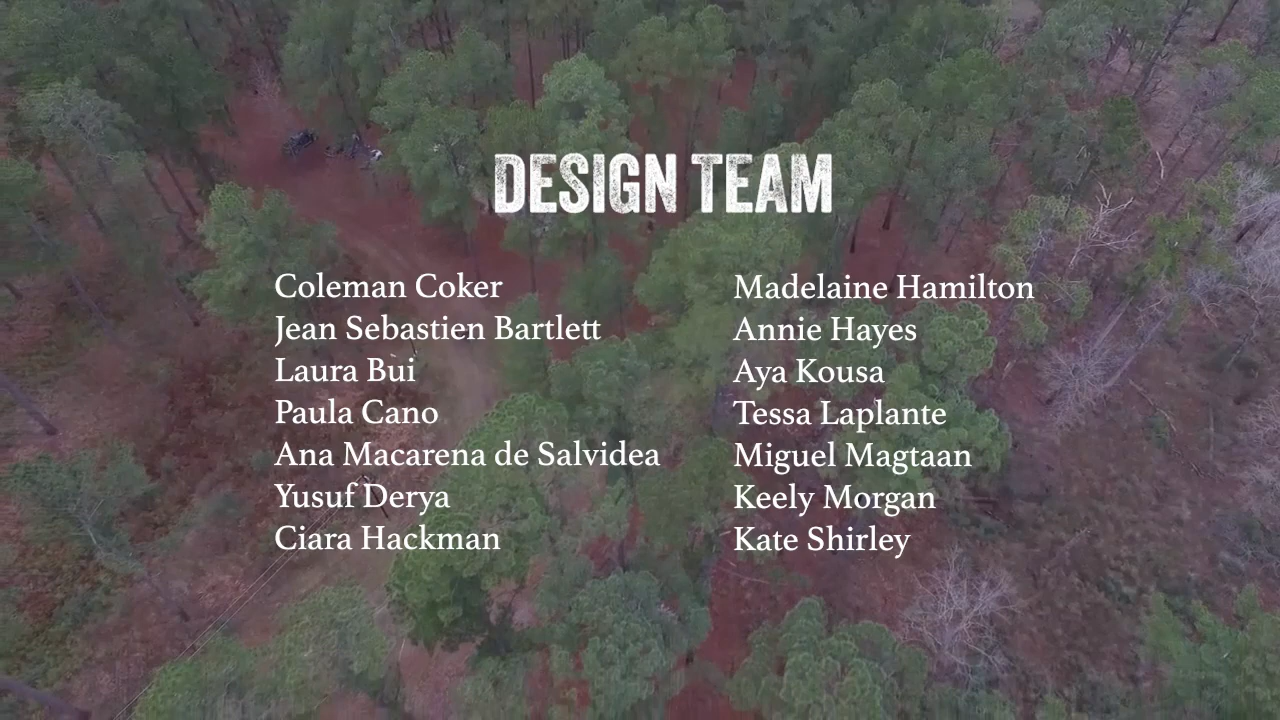 DESIGN TEAM
Coleman Coker
Jean Sebastien Bartlett
Laura Bui
Paula Cano
Ana Macarena de Salvidea
Yusuf Derya
Ciara Hackman
Madelaine Hamilton
Annie Hayes
Aya Kousa
Tessa Laplante
Miguel Magtaan
Keely Morgan
Kate Shirley